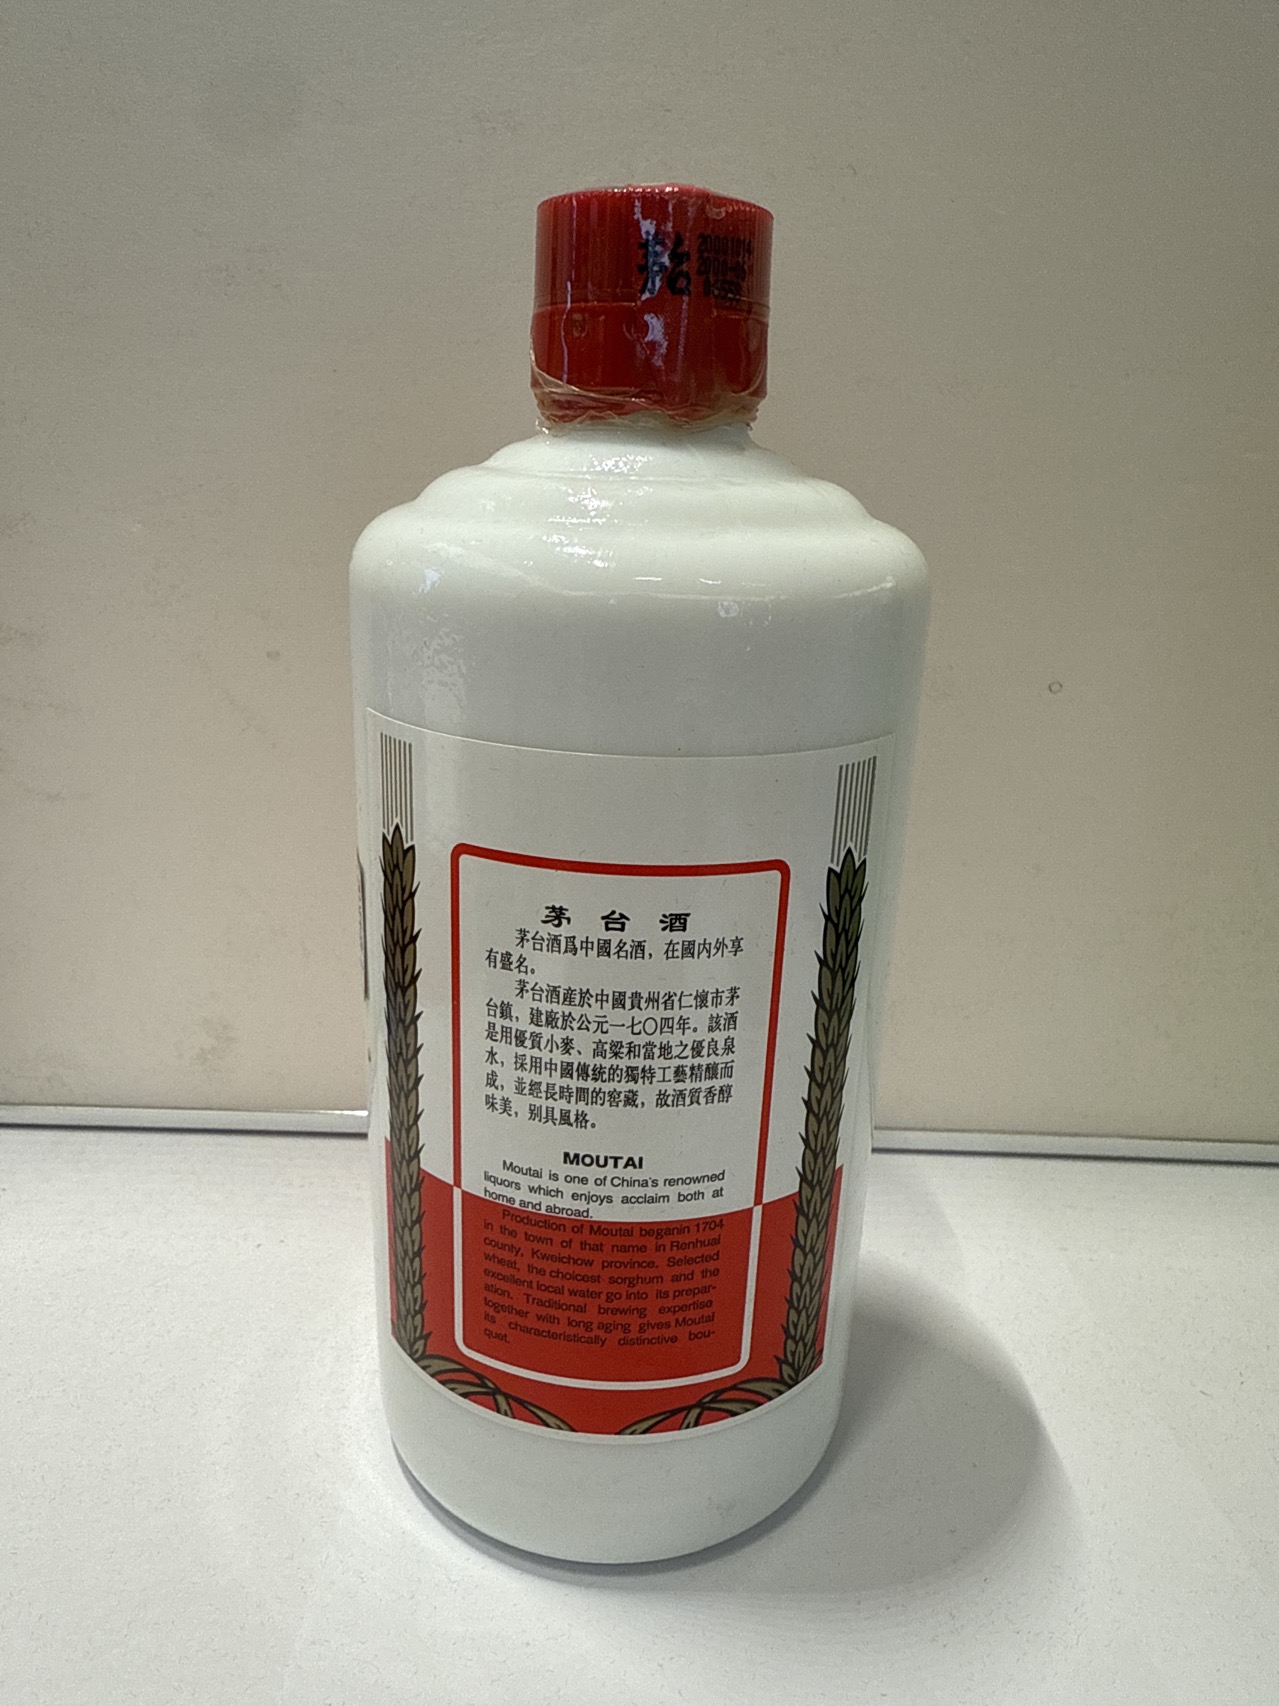 茅台
茅台酒
茅台酒爲中國名酒，在國内外享
有盛名。
茅台酒産於中國貴州省仁懷市茅
台鎮，建廠於公元一七〇四年。該酒
是用優質小麥、高粱和當地之優良泉
水，採用中國傳統的獨特工藝精釀而
成，並經長時間的窖藏，故酒質香醇
味美，别具風格。
MOUTAI
Moutai is one of China's renowned
liquors which enjoys acclaim both at
home and abroad.
Production of Moutai beganin 1704
in the town of that name in Renhuai
county, Kweichow province. Selected
wheat, the choicest sorghum and the
excellent local water go into its prepar-
ation. Traditional brewing expertise
together with long aging gives Moutai
its characteristically distinctive bou-
quet.